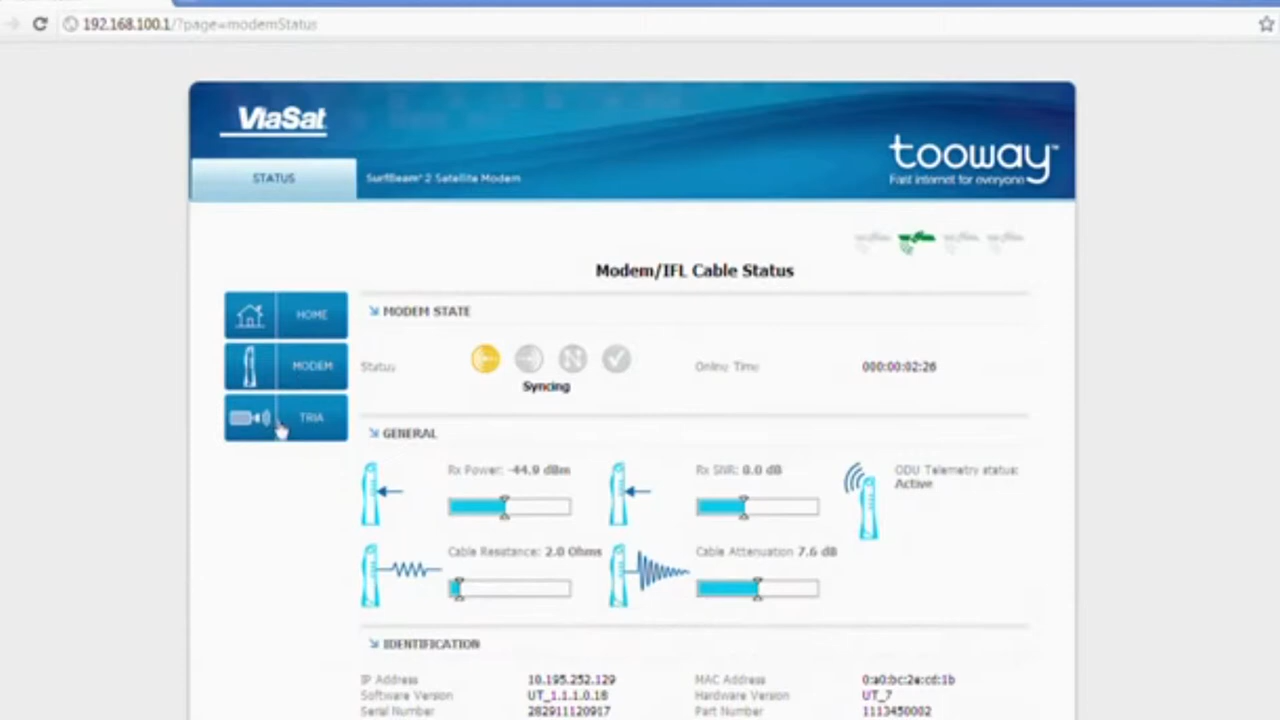 192.168.100.1/?page=modemStatus
ViaSat
tooway™
Fast internet for everyone
STATUS
SurfBeam® 2 Satellite Modem
Modem/IFL Cable Status
HOME
MODEM
TRIA
MODEM STATE
Status
Syncing
Online Time
000:00:02:26
GENERAL
Rx Power: -44.9 dBm
Rx SNR: 8.0 dB
ODU Telemetry status:
Active
Cable Resistance: 2.0 Ohms
Cable Attenuation 7.6 dB
IDENTIFICATION
IP Address 10.195.252.129 MAC Address 0:a0:bc:2e:cd:1b
Software Version UT_1.1.1.0.18 Hardware Version UT_7
Serial Number 282911120917 Part Number 1113450002